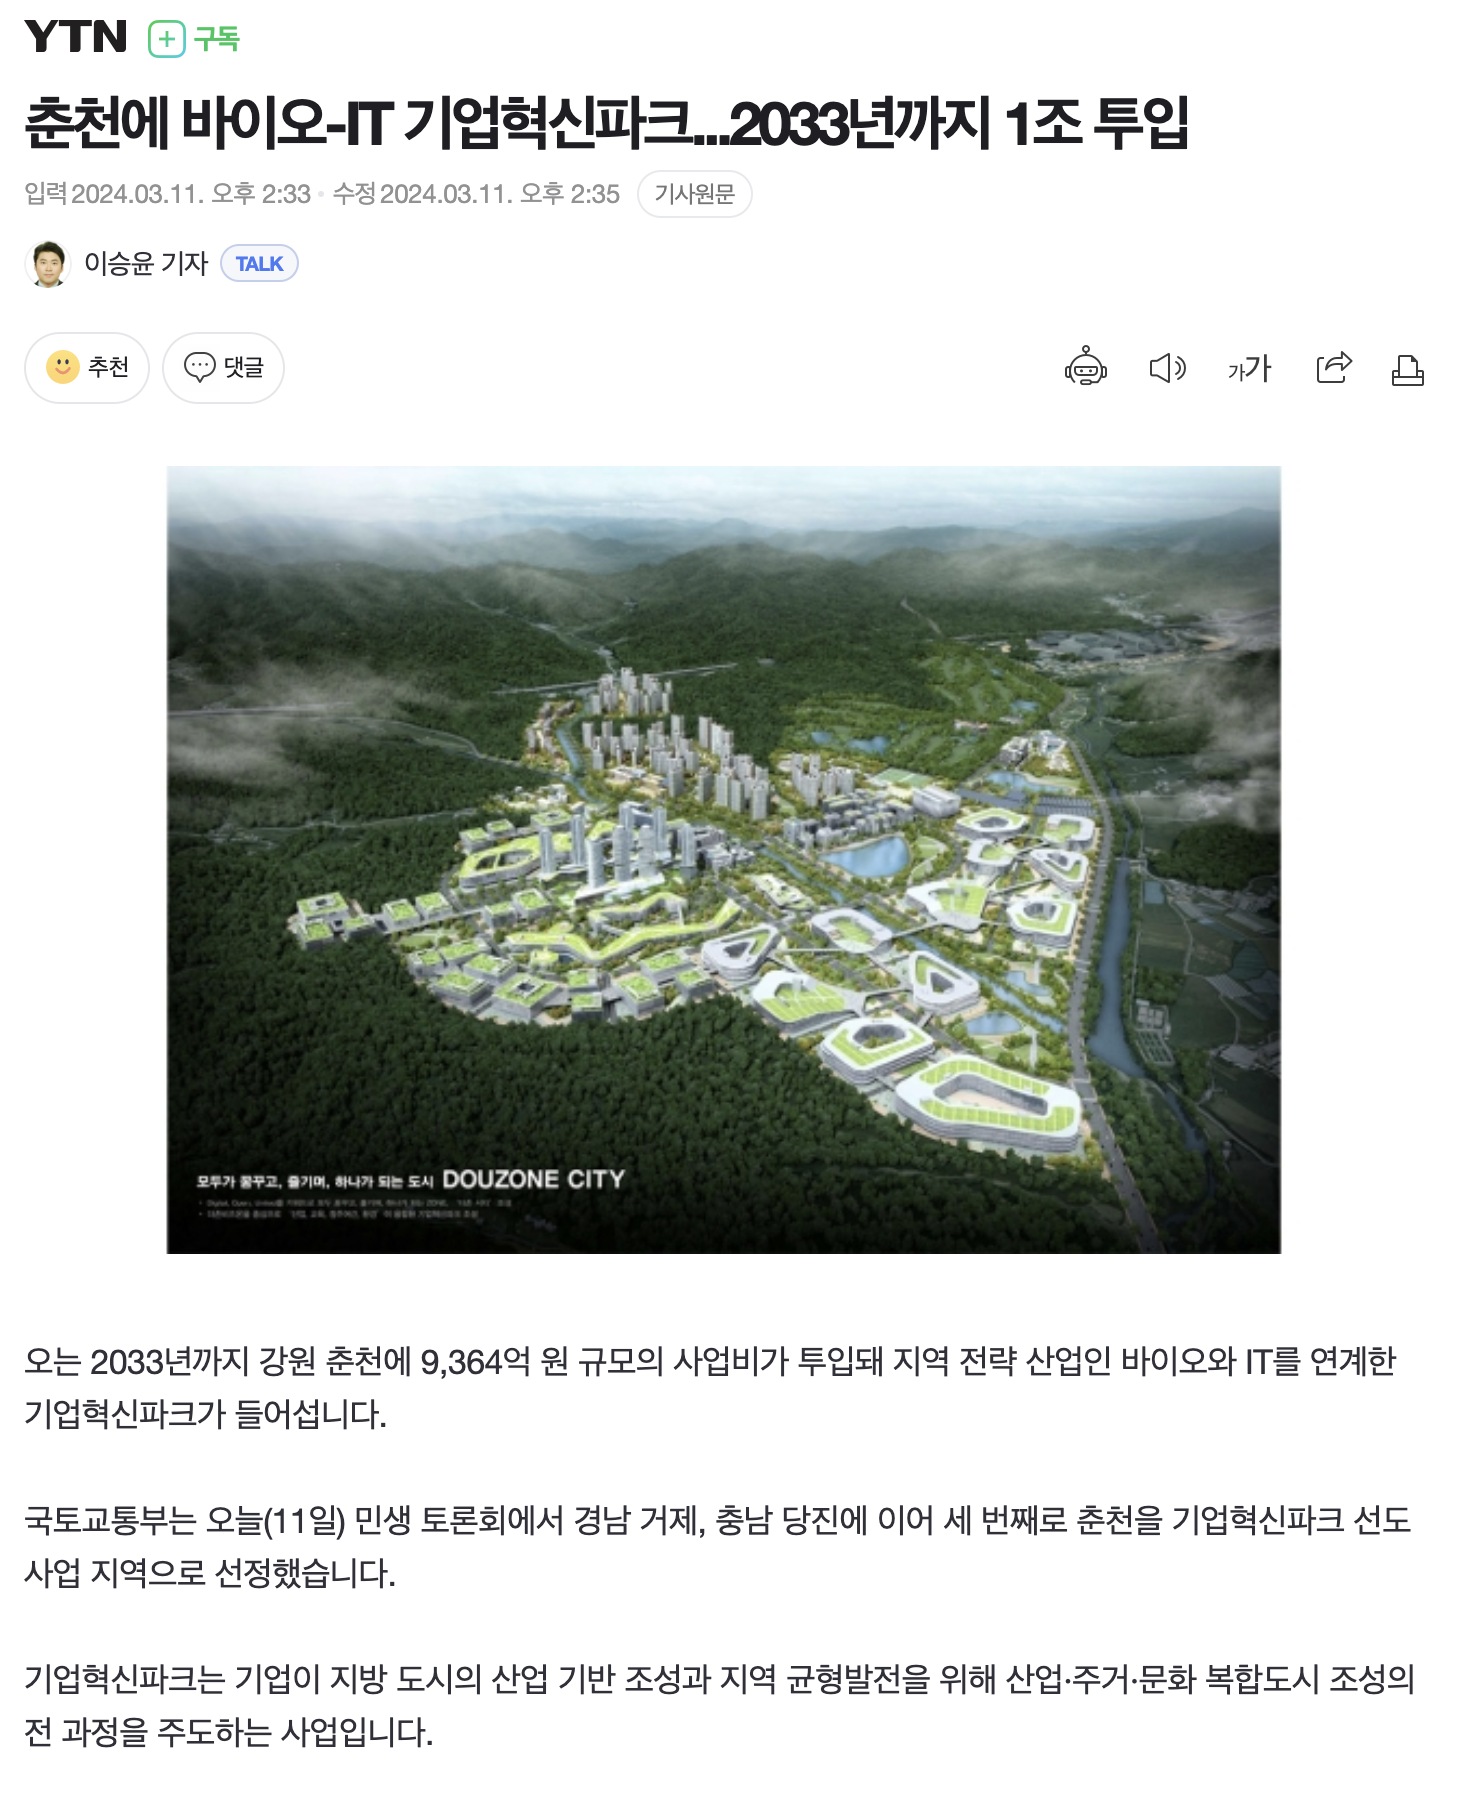 YTN 구독
춘천에 바이오-IT 기업혁신파크...2033년까지 1조 투입
입력 2024.03.11. 오후 2:33 수정 2024.03.11. 오후 2:35 기사원문
이승윤 기자 TALK
추천 댓글 가가
모두가 꿈꾸고, 즐기며, 하나가 되는 도시 DOUZONE CITY
오는 2033년까지 강원 춘천에 9,364억 원 규모의 사업비가 투입돼 지역 전략 산업인 바이오와 IT를 연계한
기업혁신파크가 들어섭니다.
국토교통부는 오늘(11일) 민생 토론회에서 경남 거제, 충남 당진에 이어 세 번째로 춘천을 기업혁신파크 선도
사업 지역으로 선정했습니다.
기업혁신파크는 기업이 지방 도시의 산업 기반 조성과 지역 균형발전을 위해 산업·주거·문화 복합도시 조성의
전 과정을 주도하는 사업입니다.